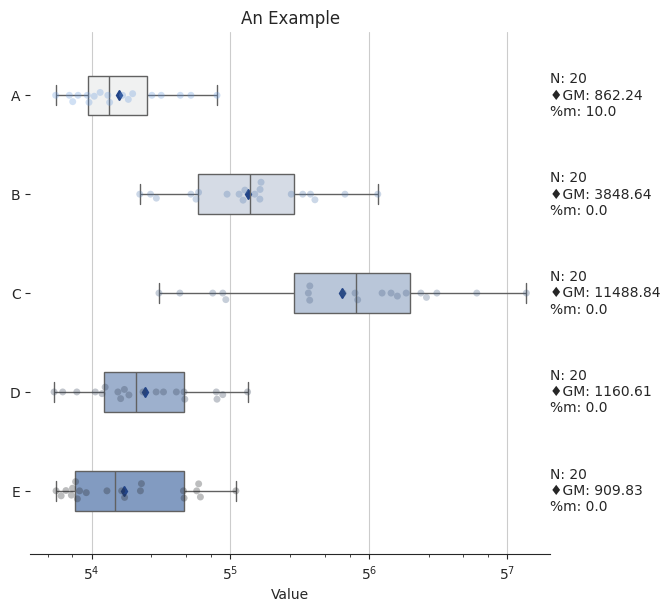 An Example
A
N: 20
♦GM: 862.24
%m: 10.0
B
N: 20
♦GM: 3848.64
%m: 0.0
C
N: 20
♦GM: 11488.84
%m: 0.0
D
N: 20
♦GM: 1160.61
%m: 0.0
E
N: 20
♦GM: 909.83
%m: 0.0
5⁴ 5⁵ 5⁶ 5⁷
Value